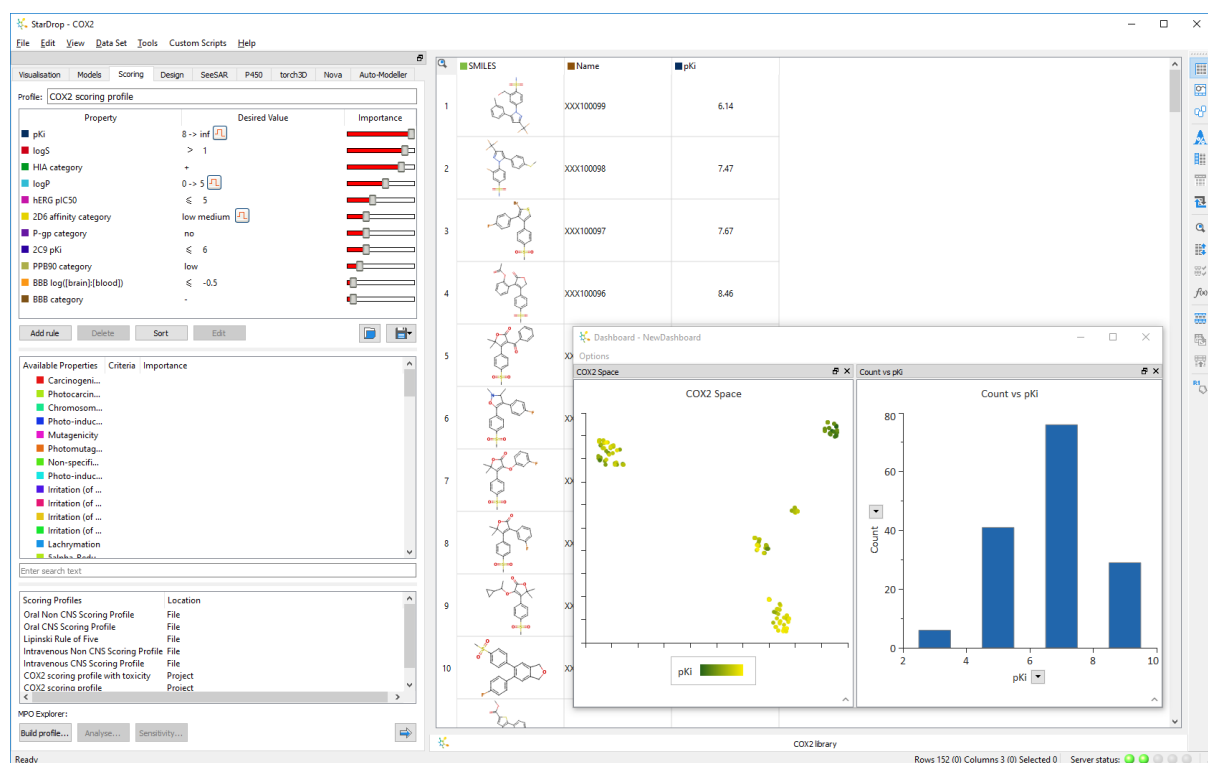 StarDrop - COX2
File Edit View Data Set Tools Custom Scripts Help
Visualisation Models Scoring Design SeeSAR P450 torch3D Nova Auto-Modeller
Profile: COX2 scoring profile
Property Desired Value Importance
pKi 8 -> inf
logS > 1
HIA category +
logP 0 -> 5
hERG pIC50 ≤ 5
2D6 affinity category low medium
P-gp category no
2C9 pKi ≤ 6
PPB90 category low
BBB log([brain]:[blood]) ≤ -0.5
BBB category -
Add rule Delete Sort Edit
Available Properties Criteria Importance
Carcinogeni...
Photocarcin...
Chromosom...
Photo-induc...
Mutagenicity
Photomutag...
Non-specifi...
Photo-induc...
Irritation (of ...
Irritation (of ...
Irritation (of ...
Irritation (of ...
Lachrymation
Enter search text
Scoring Profiles Location
Oral Non CNS Scoring Profile File
Oral CNS Scoring Profile File
Lipinski Rule of Five File
Intravenous Non CNS Scoring Profile File
Intravenous CNS Scoring Profile File
COX2 scoring profile with toxicity Project
COX2 scoring profile Project
MPO Explorer:
Build profile... Analyse... Sensitivity...
Ready
SMILES Name pKi
1 XXX100099 6.14
2 XXX100098 7.47
3 XXX100097 7.67
4 XXX100096 8.46
5
6
7
8
9
10
Dashboard - NewDashboard
Options
COX2 Space
COX2 Space
pKi
Count vs pKi
Count vs pKi
80
60
40
20
0
Count
2 4 6 8 10
pKi
COX2 library
Rows 152 (0) Columns 3 (0) Selected 0 Server status:
f(x)
R1